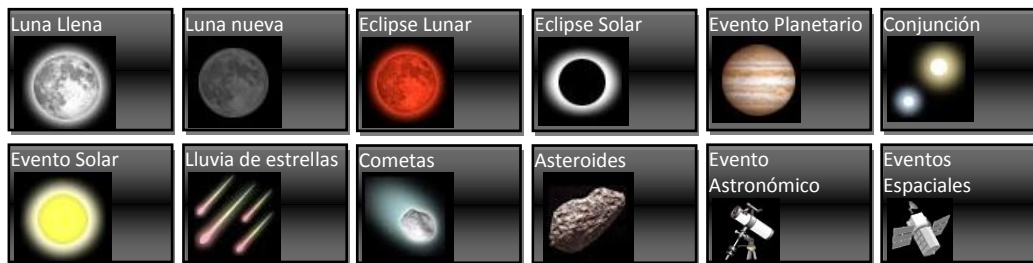 Luna Llena
Luna nueva
Eclipse Lunar
Eclipse Solar
Evento Planetario
Conjunción
Evento Solar
Lluvia de estrellas
Cometas
Asteroides
Evento
Astronómico
Eventos
Espaciales